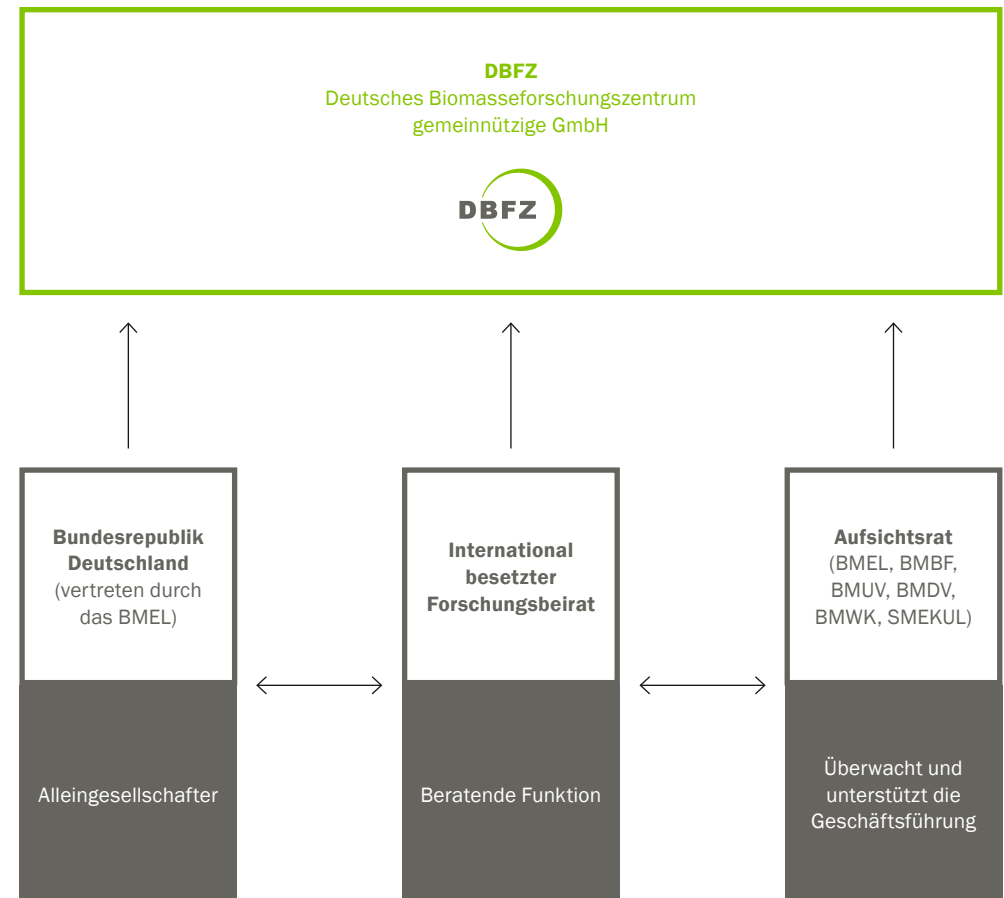 DBFZ
Deutsches Biomasseforschungszentrum
gemeinnützige GmbH
DBFZ
Bundesrepublik
Deutschland
(vertreten durch
das BMEL)
International
besetzter
Forschungsbeirat
Aufsichtsrat
(BMEL, BMBF,
BMUV, BMDV,
BMWK, SMEKUL)
Alleingesellschafter
Beratende Funktion
Überwacht und
unterstützt die
Geschäftsführung